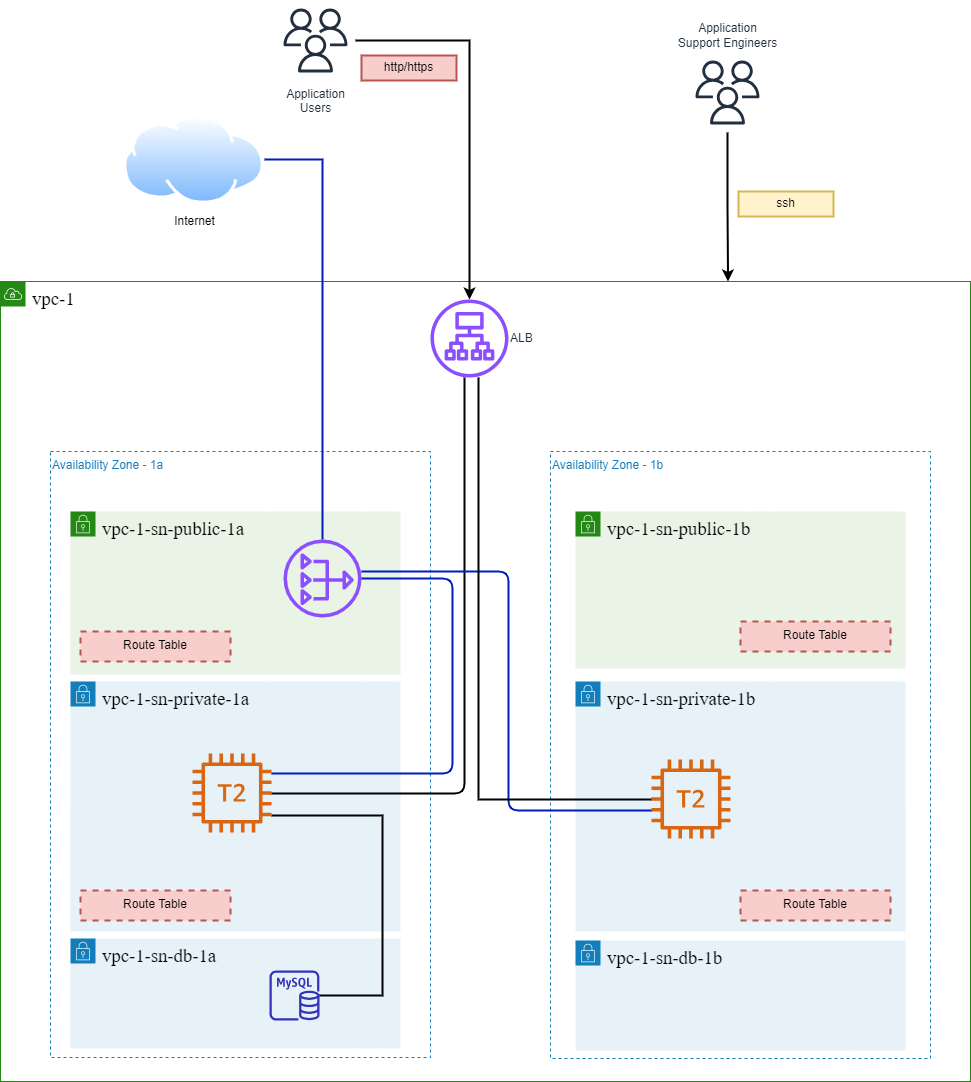 Application
Support Engineers
http/https
Application
Users
ssh
Internet
vpc-1
ALB
Availability Zone - 1a
Availability Zone - 1b
vpc-1-sn-public-1a
vpc-1-sn-public-1b
Route Table
Route Table
vpc-1-sn-private-1a
vpc-1-sn-private-1b
T2
T2
Route Table
Route Table
vpc-1-sn-db-1a
vpc-1-sn-db-1b
MySQL